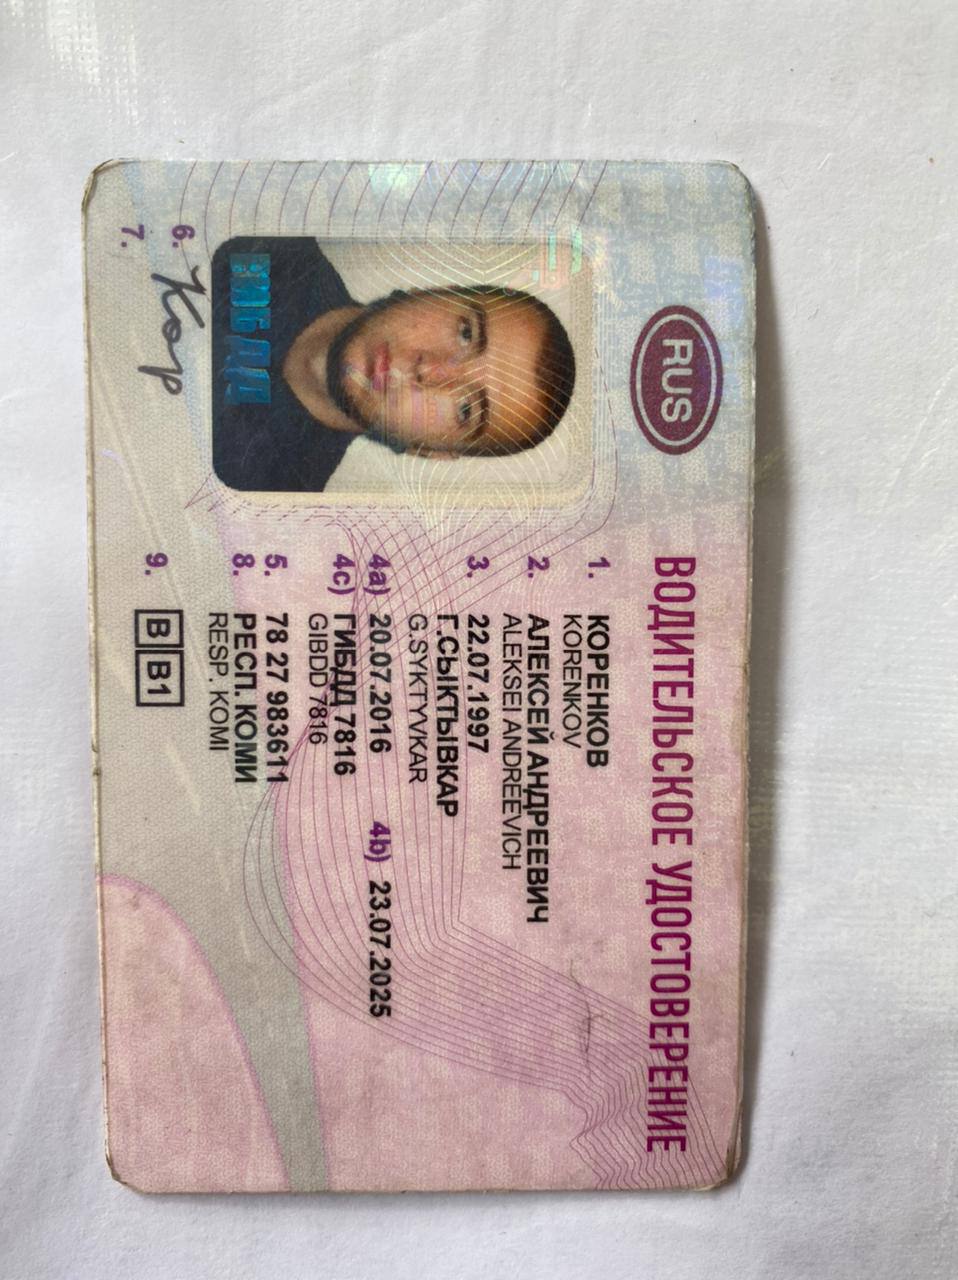 RUS
ВОДИТЕЛЬСКОЕ УДОСТОВЕРЕНИЕ
1. КОРЕНКОВ
KORENKOV
2. АЛЕКСЕЙ АНДРЕЕВИЧ
ALEKSEI ANDREEVICH
3. 22.07.1997
Г.СЫКТЫВКАР
G.SYKTYVKAR
4a) 20.07.2016 4b) 23.07.2025
4c) ГИБДД 7816
GIBDD 7816
5. 78 27 983611
8. РЕСП. КОМИ
RESP. KOMI
9. B B1
ГИБДД
6. Кор
7.